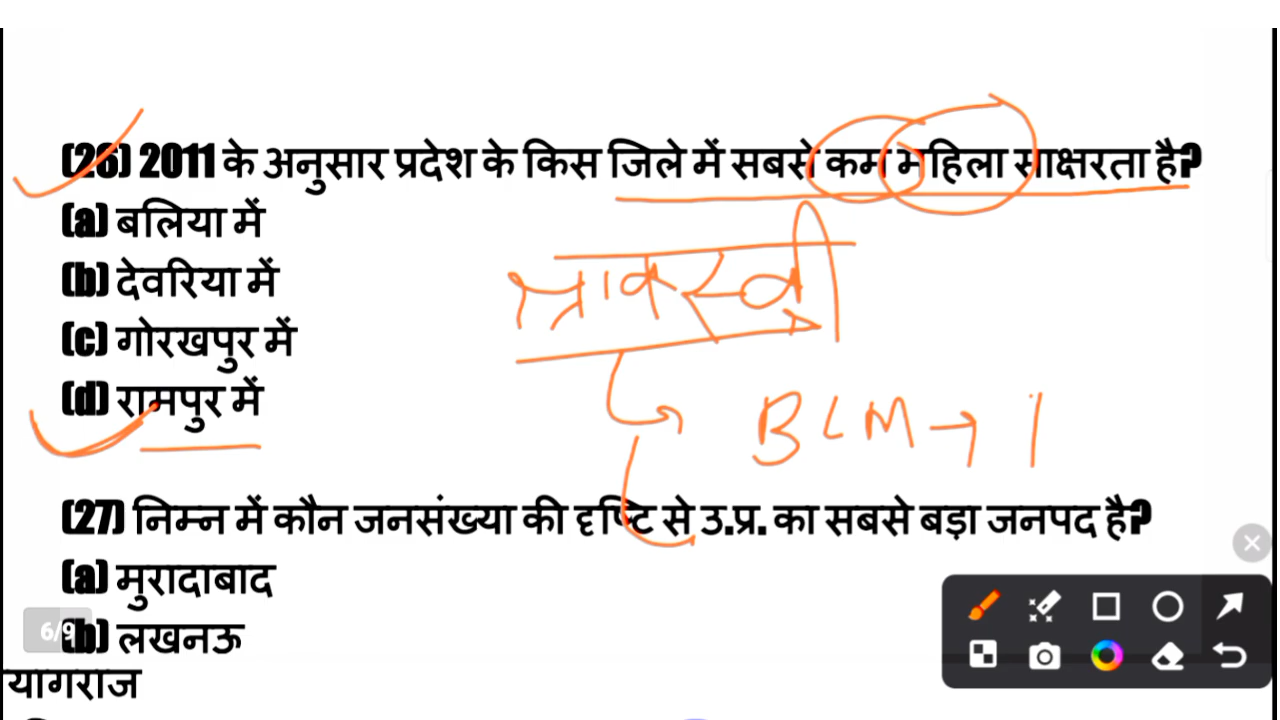 (26) 2011 के अनुसार प्रदेश के किस जिले में सबसे कम महिला साक्षरता है?
(a) बलिया में
(b) देवरिया में
(c) गोरखपुर में
(d) रामपुर में
श्रावस्ती
B L M → 1
(27) निम्न में कौन जनसंख्या की दृष्टि से उ.प्र. का सबसे बड़ा जनपद है?
(a) मुरादाबाद
6/9
(b) लखनऊ
यागराज